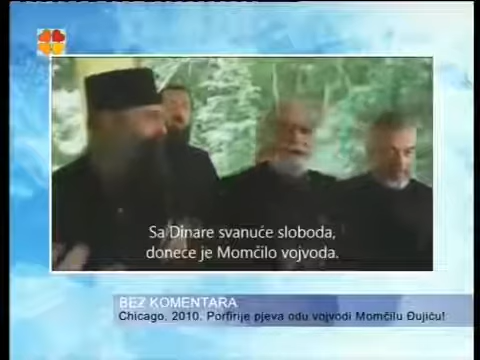 Sa Dinare svanuće sloboda,
doneće je Momčilo vojvoda.
BEZ KOMENTARA
Chicago, 2010. Porfirije pjeva odu vojvodi Momčilu Đujiću!